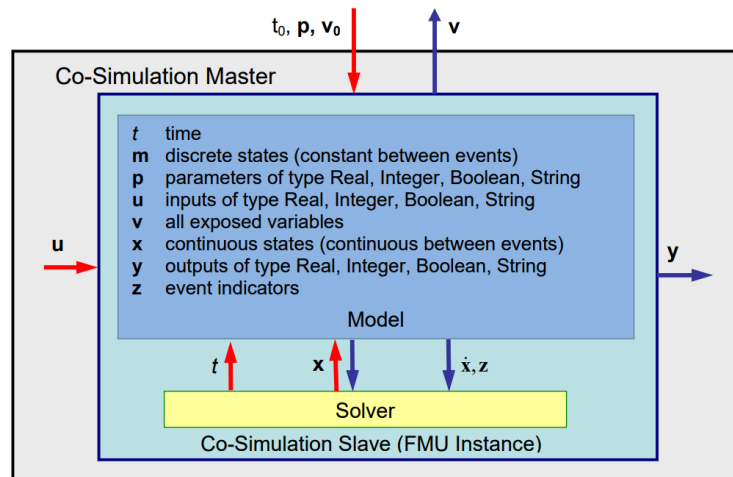 t₀, p, v₀
v
Co-Simulation Master
t time
m discrete states (constant between events)
p parameters of type Real, Integer, Boolean, String
u inputs of type Real, Integer, Boolean, String
v all exposed variables
x continuous states (continuous between events)
y outputs of type Real, Integer, Boolean, String
z event indicators
u
y
Model
t
x
ẋ, z
Solver
Co-Simulation Slave (FMU Instance)